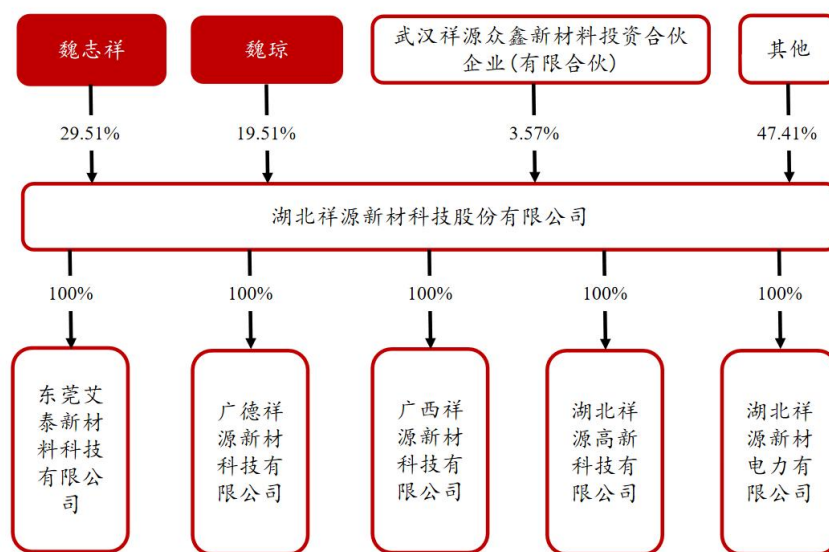 魏志祥
魏琼
武汉祥源众鑫新材料投资合伙
企业(有限合伙)
其他
29.51%
19.51%
3.57%
47.41%
湖北祥源新材科技股份有限公司
100%
100%
100%
100%
100%
东莞艾
泰新材
料科技
有限公
司
广德祥
源新材
科技有
限公司
广西祥
源新材
科技有
限公司
湖北祥
源高新
科技有
限公司
湖北祥
源新材
电力有
限公司